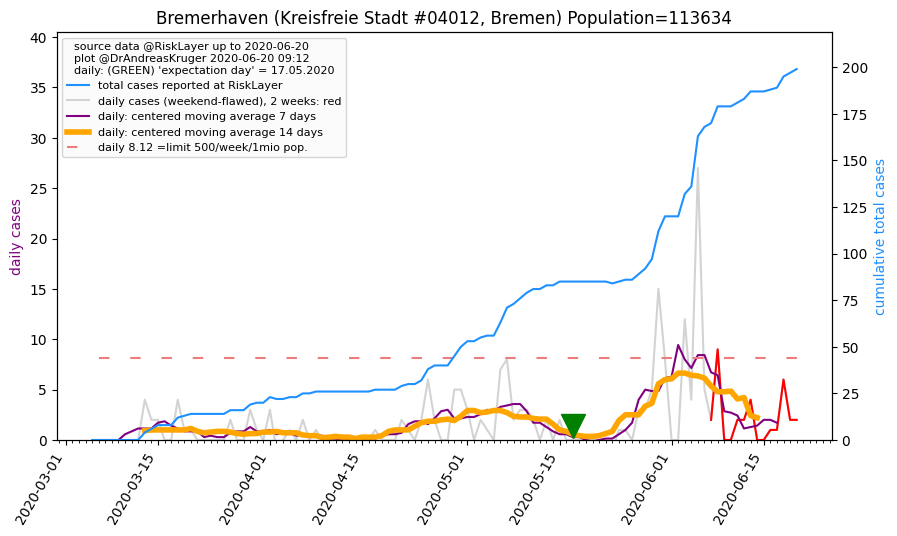 Bremerhaven (Kreisfreie Stadt #04012, Bremen) Population=113634
source data @RiskLayer up to 2020-06-20
plot @DrAndreasKruger 2020-06-20 09:12
daily: (GREEN) 'expectation day' = 17.05.2020
total cases reported at RiskLayer
daily cases (weekend-flawed), 2 weeks: red
daily: centered moving average 7 days
daily: centered moving average 14 days
daily 8.12 =limit 500/week/1mio pop.
daily cases
40
35
30
25
20
15
10
5
0
cumulative total cases
200
175
150
125
100
75
50
25
0
2020-03-01
2020-03-15
2020-04-01
2020-04-15
2020-05-01
2020-05-15
2020-06-01
2020-06-15